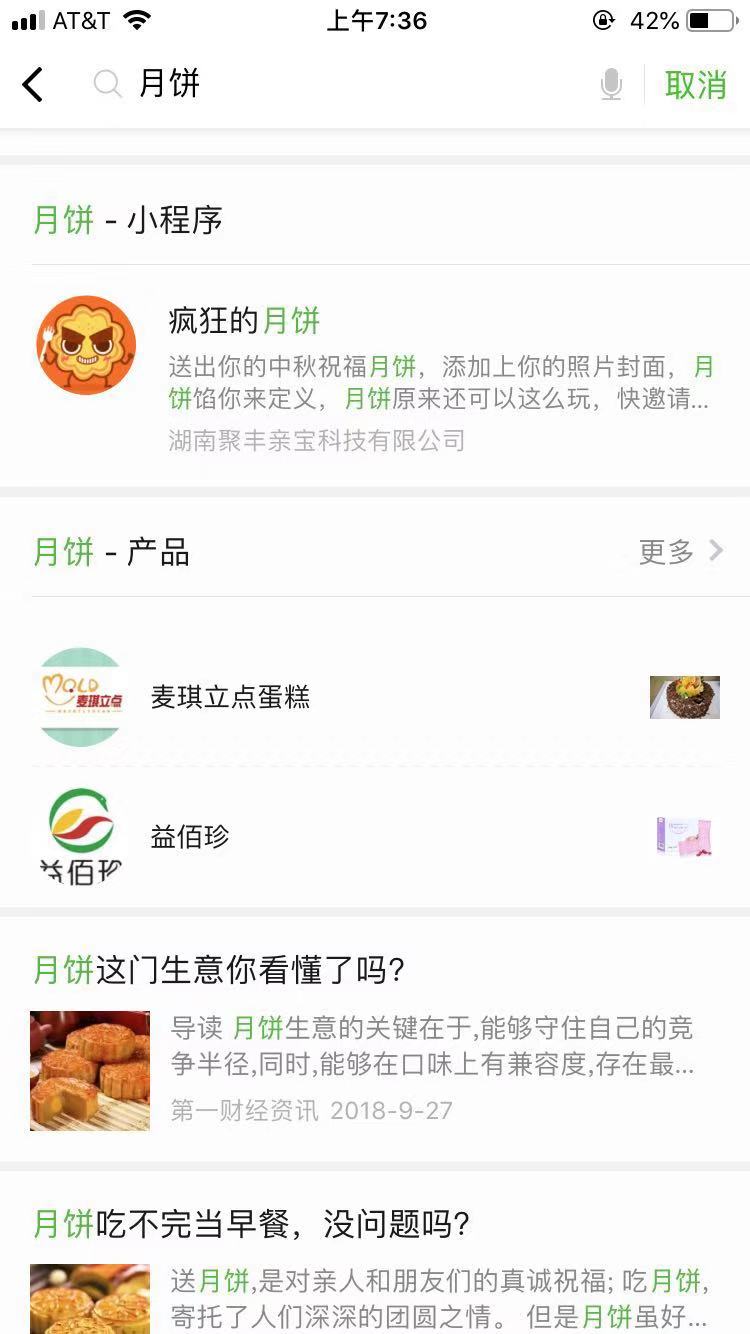 AT&T 上午7:36 42%
月饼 取消
月饼 - 小程序
疯狂的月饼
送出你的中秋祝福月饼，添加上你的照片封面，月
饼馅你来定义，月饼原来还可以这么玩，快邀请...
湖南聚丰亲宝科技有限公司
月饼 - 产品 更多
MOLD
麦琪立点
麦琪立点蛋糕
益佰珍
益佰珍
月饼这门生意你看懂了吗?
导读 月饼生意的关键在于,能够守住自己的竞
争半径,同时,能够在口味上有兼容度,存在最...
第一财经资讯 2018-9-27
月饼吃不完当早餐，没问题吗?
送月饼,是对亲人和朋友们的真诚祝福; 吃月饼,
寄托了人们深深的团圆之情。 但是月饼虽好...